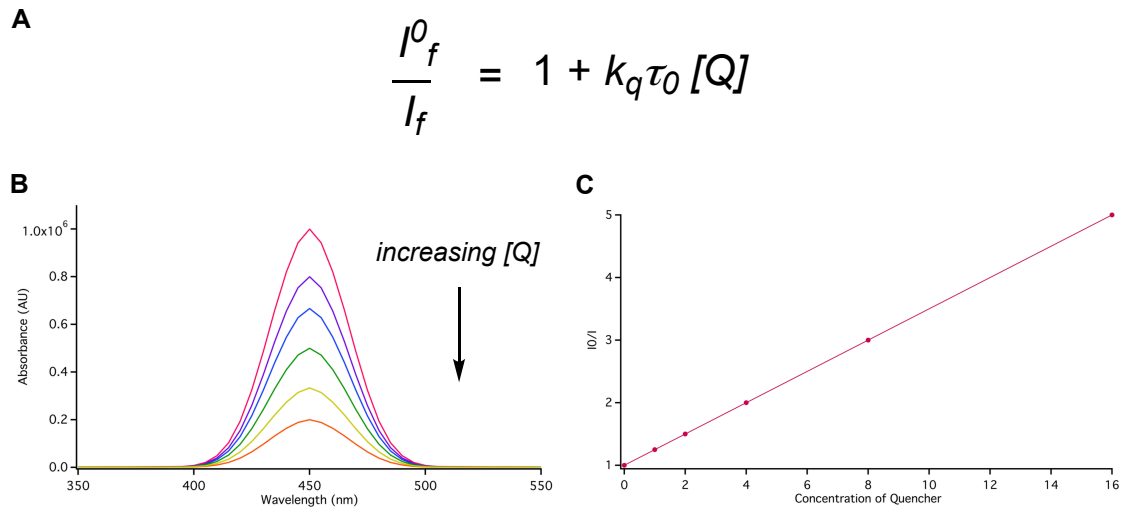 A
I⁰f / If = 1 + kqτ0 [Q]
B
increasing [Q]
1.0x10⁶
0.8
0.6
0.4
0.2
0.0
Absorbance (AU)
350 400 450 500 550
Wavelength (nm)
C
5
4
3
2
1
I0/I
0 2 4 6 8 10 12 14 16
Concentration of Quencher